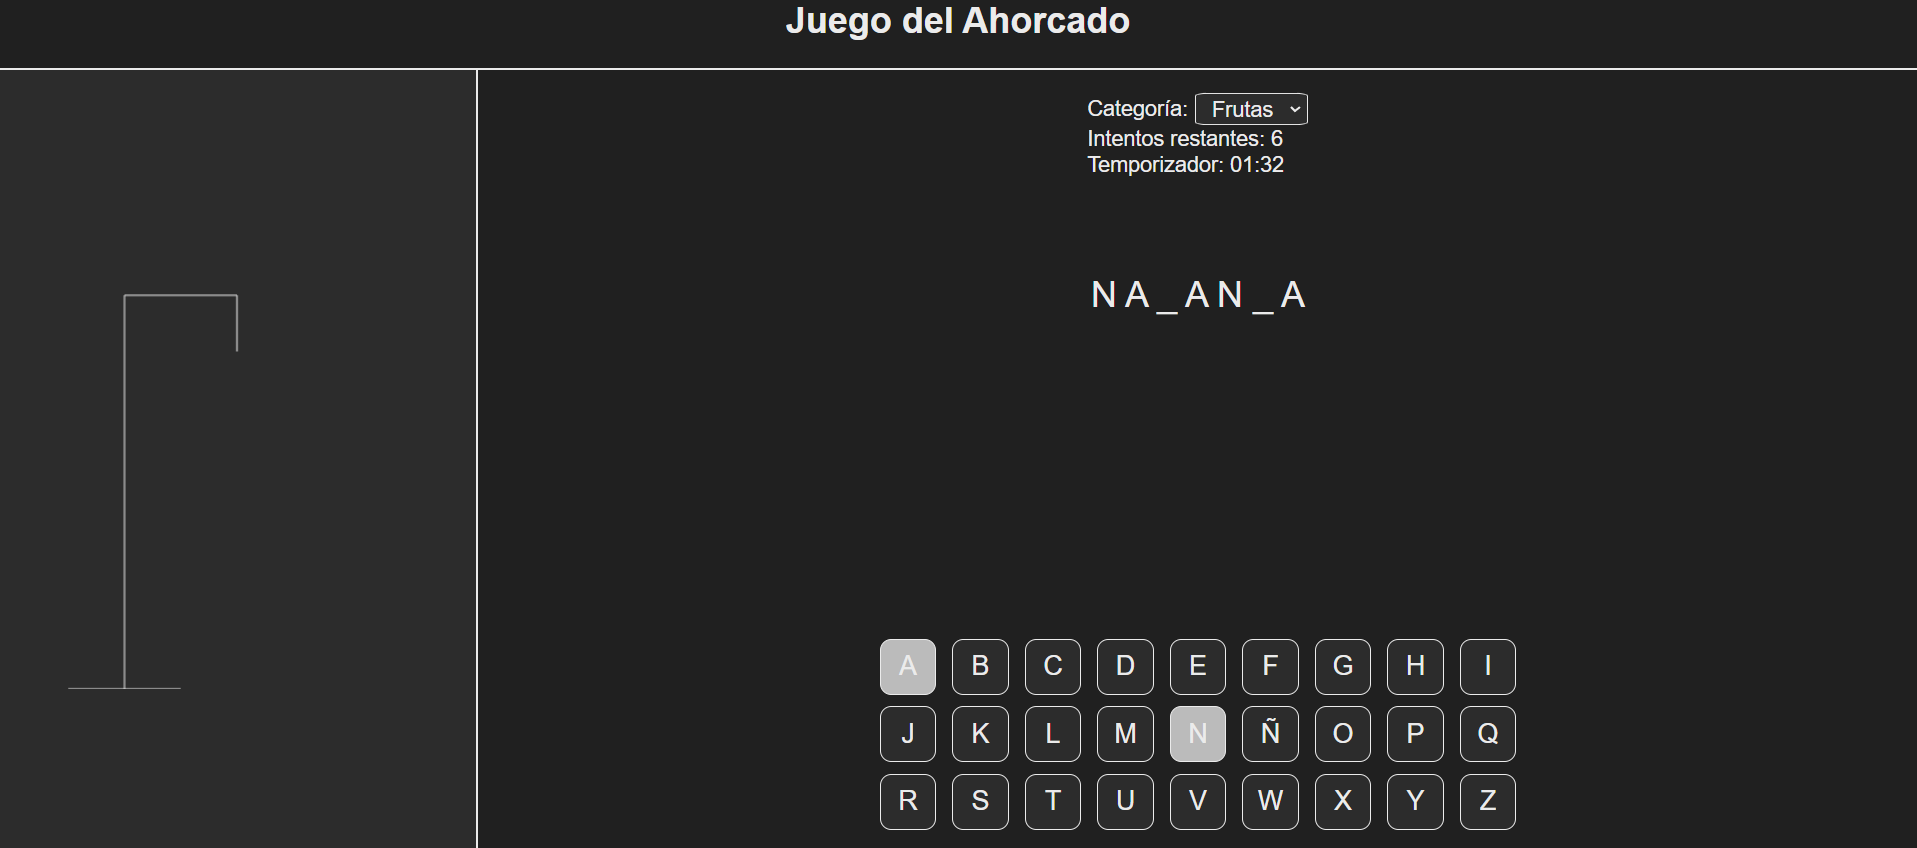 Juego del Ahorcado
Categoría: Frutas
Intentos restantes: 6
Temporizador: 01:32
N A _ A N _ A
A B C D E F G H I
J K L M N Ñ O P Q
R S T U V W X Y Z